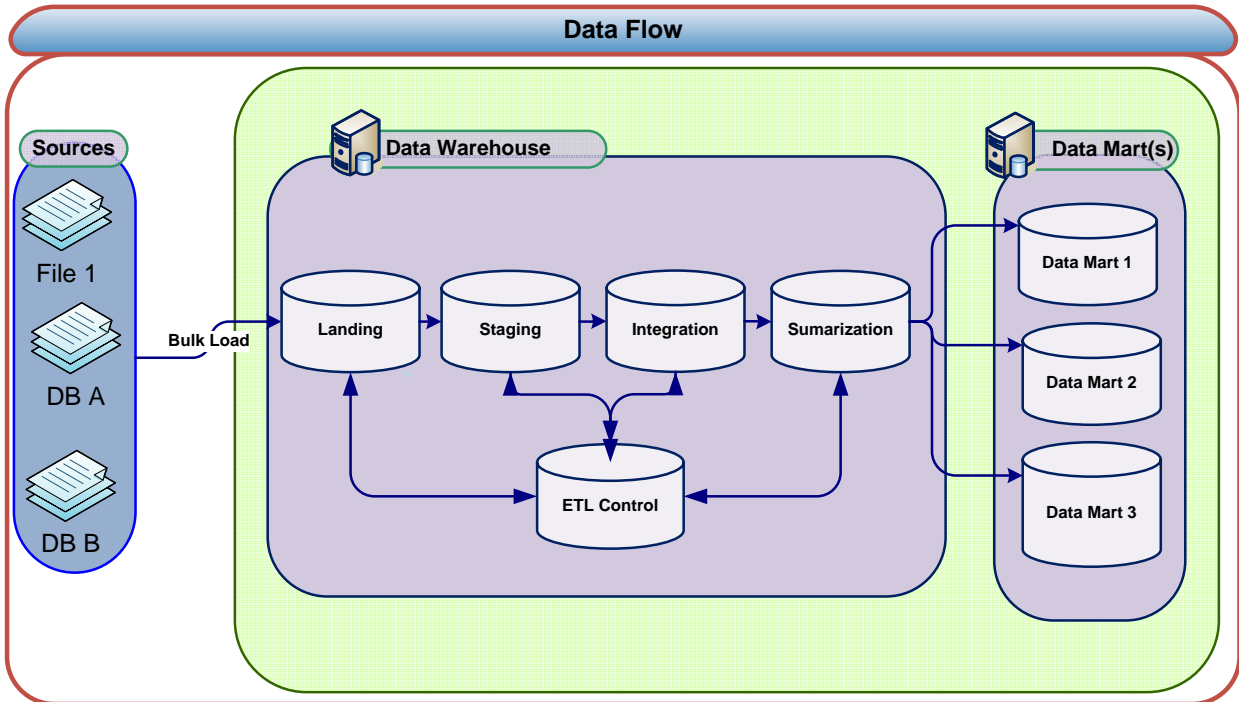 Data Flow
Sources
File 1
DB A
DB B
Bulk Load
Data Warehouse
Landing
Staging
Integration
Sumarization
ETL Control
Data Mart(s)
Data Mart 1
Data Mart 2
Data Mart 3